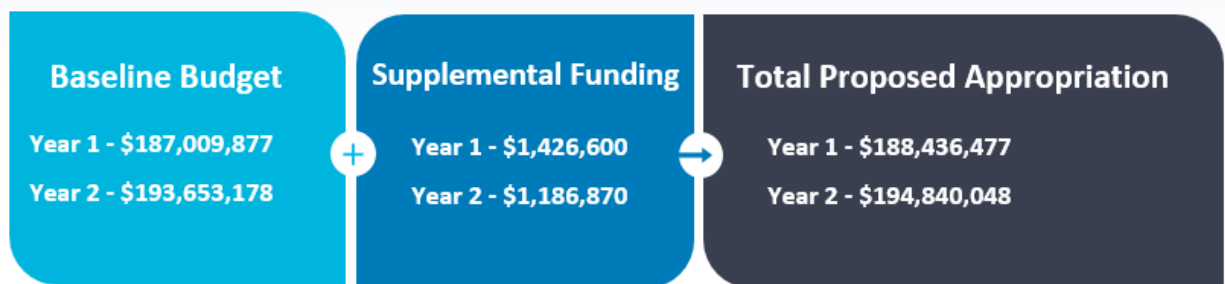 Baseline Budget
Year 1 - $187,009,877
Year 2 - $193,653,178
Supplemental Funding
Year 1 - $1,426,600
Year 2 - $1,186,870
Total Proposed Appropriation
Year 1 - $188,436,477
Year 2 - $194,840,048